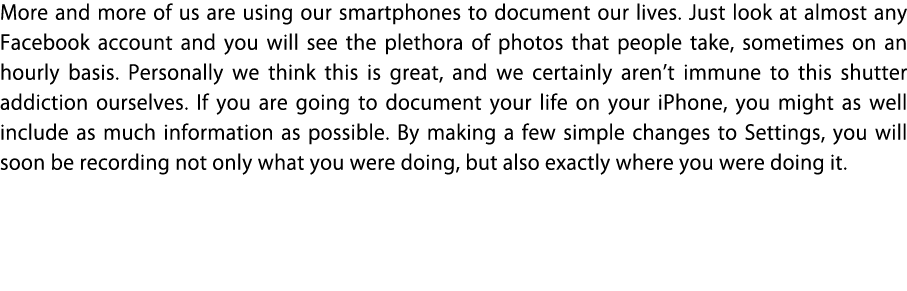 More and more of us are using our smartphones to document our lives. Just look at almost any
Facebook account and you will see the plethora of photos that people take, sometimes on an
hourly basis. Personally we think this is great, and we certainly aren’t immune to this shutter
addiction ourselves. If you are going to document your life on your iPhone, you might as well
include as much information as possible. By making a few simple changes to Settings, you will
soon be recording not only what you were doing, but also exactly where you were doing it.